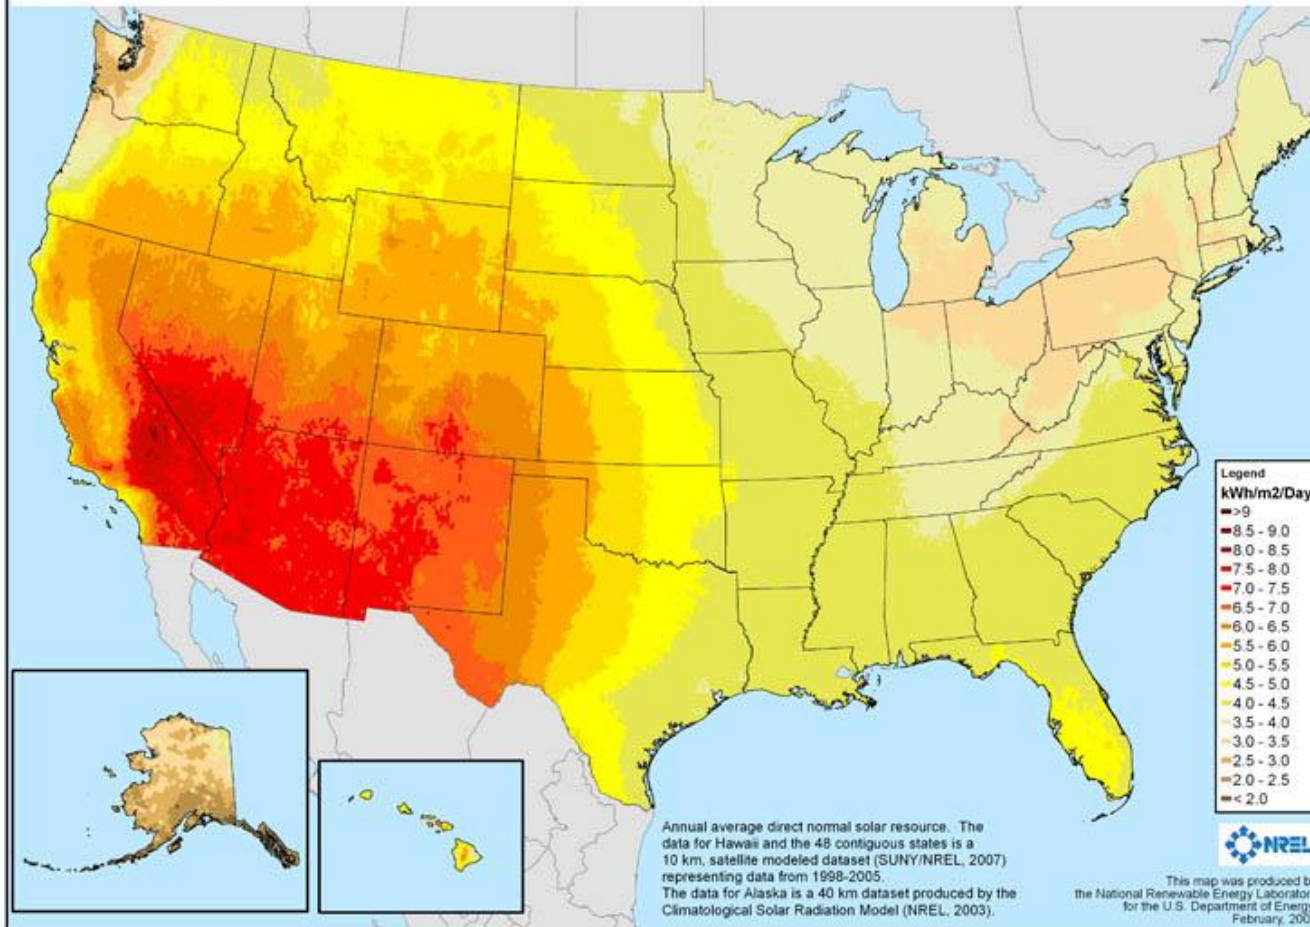 Legend
kWh/m2/Day
>9
8.5 - 9.0
8.0 - 8.5
7.5 - 8.0
7.0 - 7.5
6.5 - 7.0
6.0 - 6.5
5.5 - 6.0
5.0 - 5.5
4.5 - 5.0
4.0 - 4.5
3.5 - 4.0
3.0 - 3.5
2.5 - 3.0
2.0 - 2.5
< 2.0
Annual average direct normal solar resource. The
data for Hawaii and the 48 contiguous states is a
10 km, satellite modeled dataset (SUNY/NREL, 2007)
representing data from 1998-2005.
The data for Alaska is a 40 km dataset produced by the
Climatological Solar Radiation Model (NREL, 2003).
NREL
This map was produced b
the National Renewable Energy Laborator
for the U.S. Department of Energy
February, 200